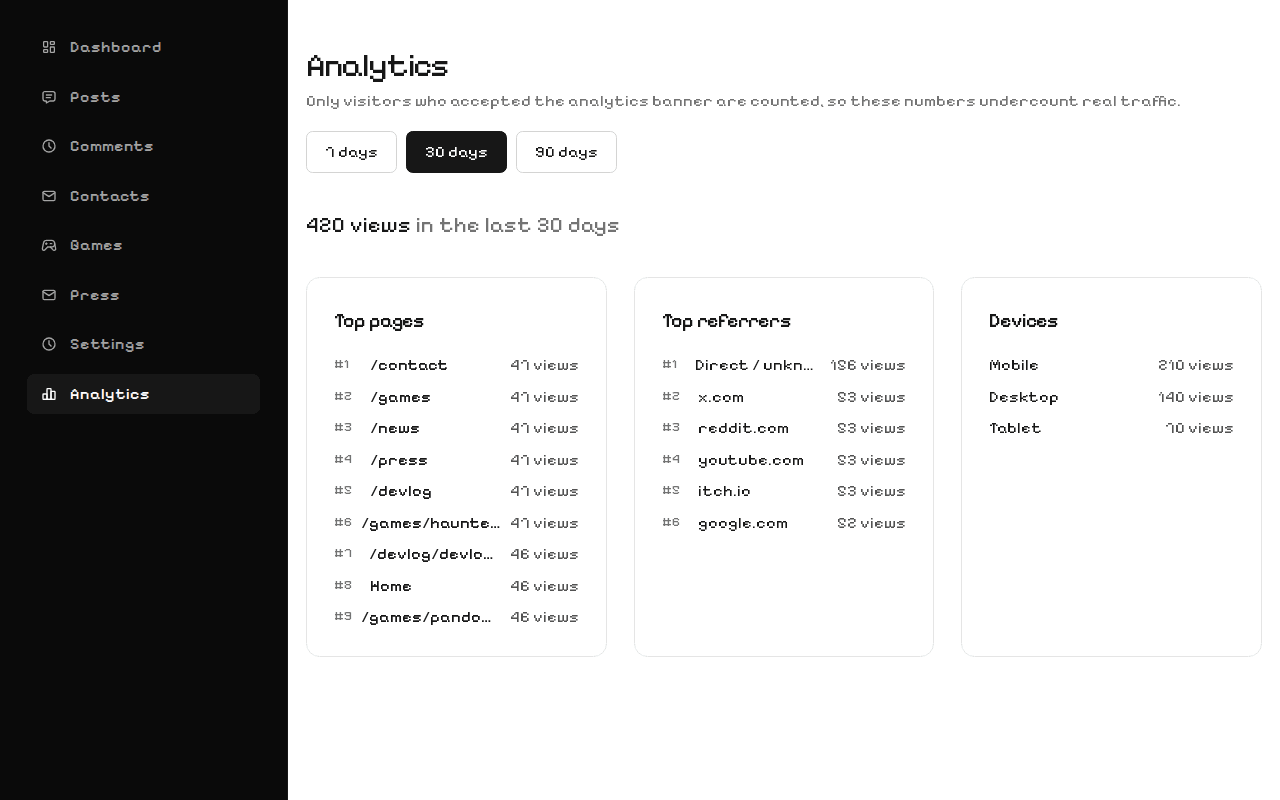 Dashboard
Posts
Comments
Contacts
Games
Press
Settings
Analytics
Analytics
Only visitors who accepted the analytics banner are counted, so these numbers undercount real traffic.
7 days
30 days
90 days
420 views in the last 30 days
Top pages
#1 /contact 47 views
#2 /games 47 views
#3 /news 47 views
#4 /press 47 views
#5 /devlog 47 views
#6 /games/haunte... 47 views
#7 /devlog/devlo... 46 views
#8 Home 46 views
#9 /games/pando... 46 views
Top referrers
#1 Direct / unkn... 156 views
#2 x.com 53 views
#3 reddit.com 53 views
#4 youtube.com 53 views
#5 itch.io 53 views
#6 google.com 52 views
Devices
Mobile 210 views
Desktop 140 views
Tablet 70 views